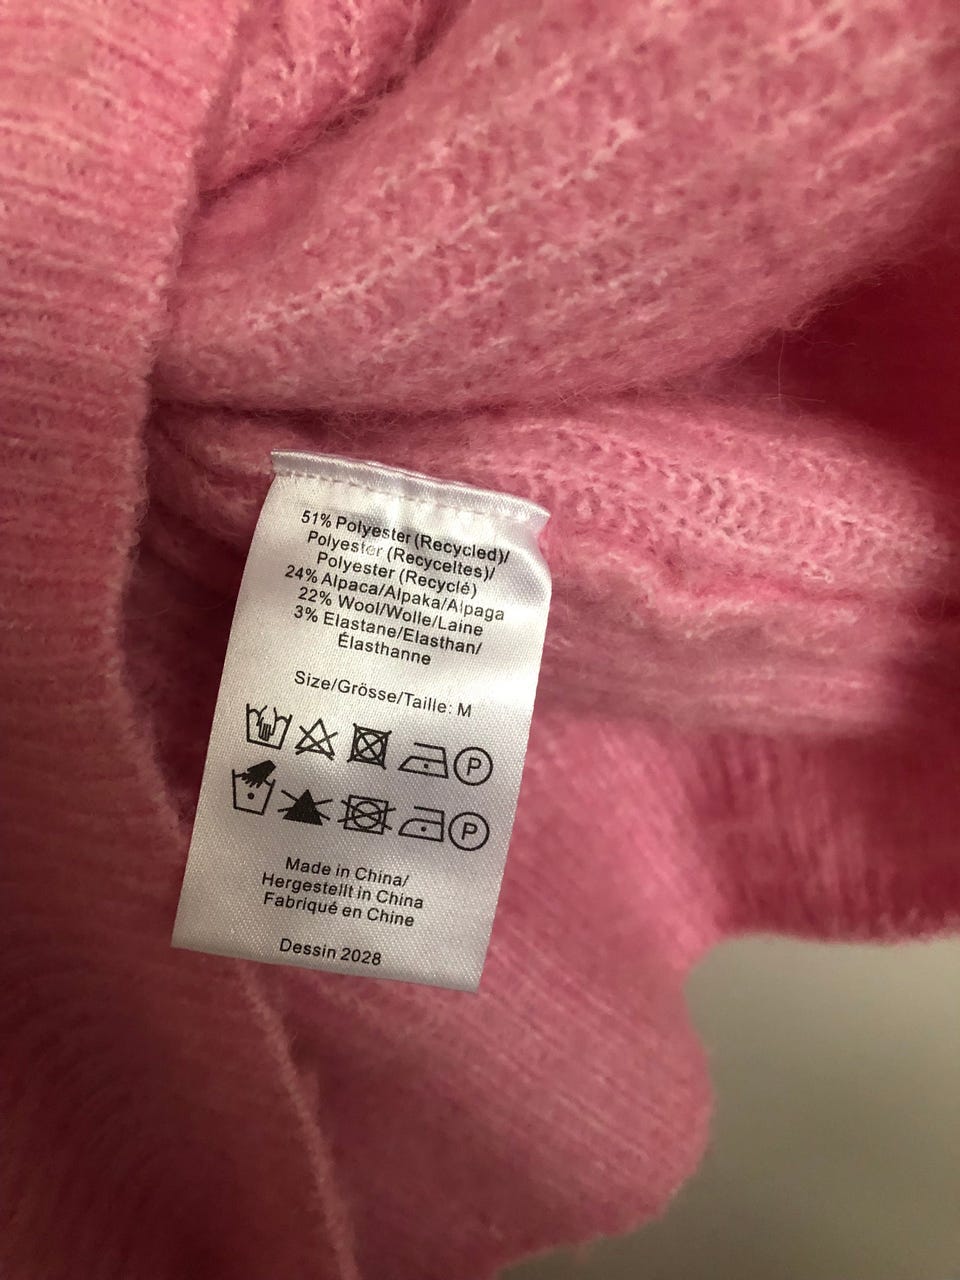 51% Polyester (Recycled)/
Polyester (Recyceltes)/
Polyester (Recyclé)
24% Alpaca/Alpaka/Alpaga
22% Wool/Wolle/Laine
3% Elastane/Elasthan/
Élasthanne
Size/Grösse/Taille: M
P
P
Made in China/
Hergestellt in China
Fabriqué en Chine
Dessin 2028